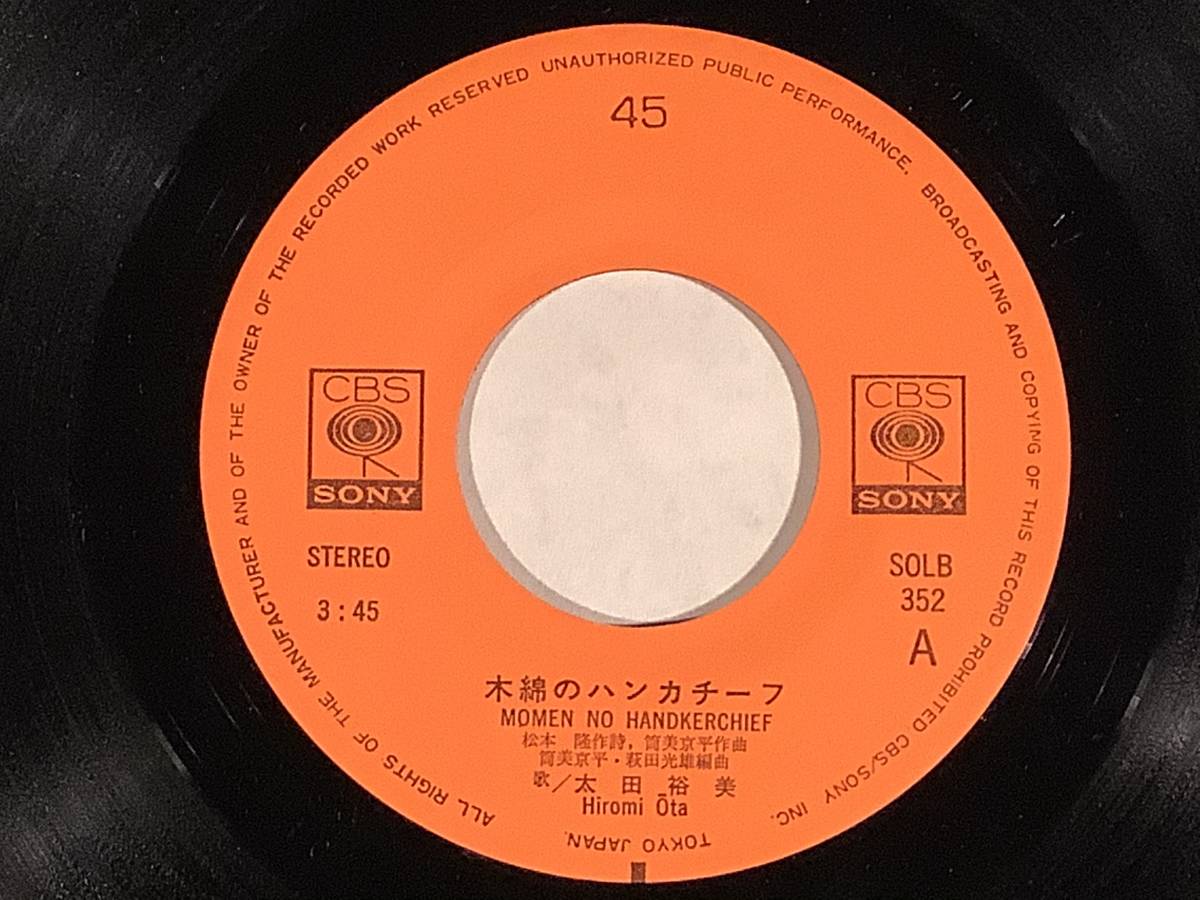 ALL RIGHTS OF THE MANUFACTURER AND OF THE OWNER OF THE RECORDED WORK RESERVED UNAUTHORIZED PUBLIC PERFORMANCE, BROADCASTING AND COPYING OF THIS RECORD PROHIBITED CBS/SONY INC.
TOKYO JAPAN.
45
CBS
SONY
CBS
SONY
STEREO
3:45
SOLB
352
A
木綿のハンカチーフ
MOMEN NO HANDKERCHIEF
松本 隆作詩, 筒美京平作曲
筒美京平・萩田光雄編曲
歌/太田裕美
Hiromi Ōta